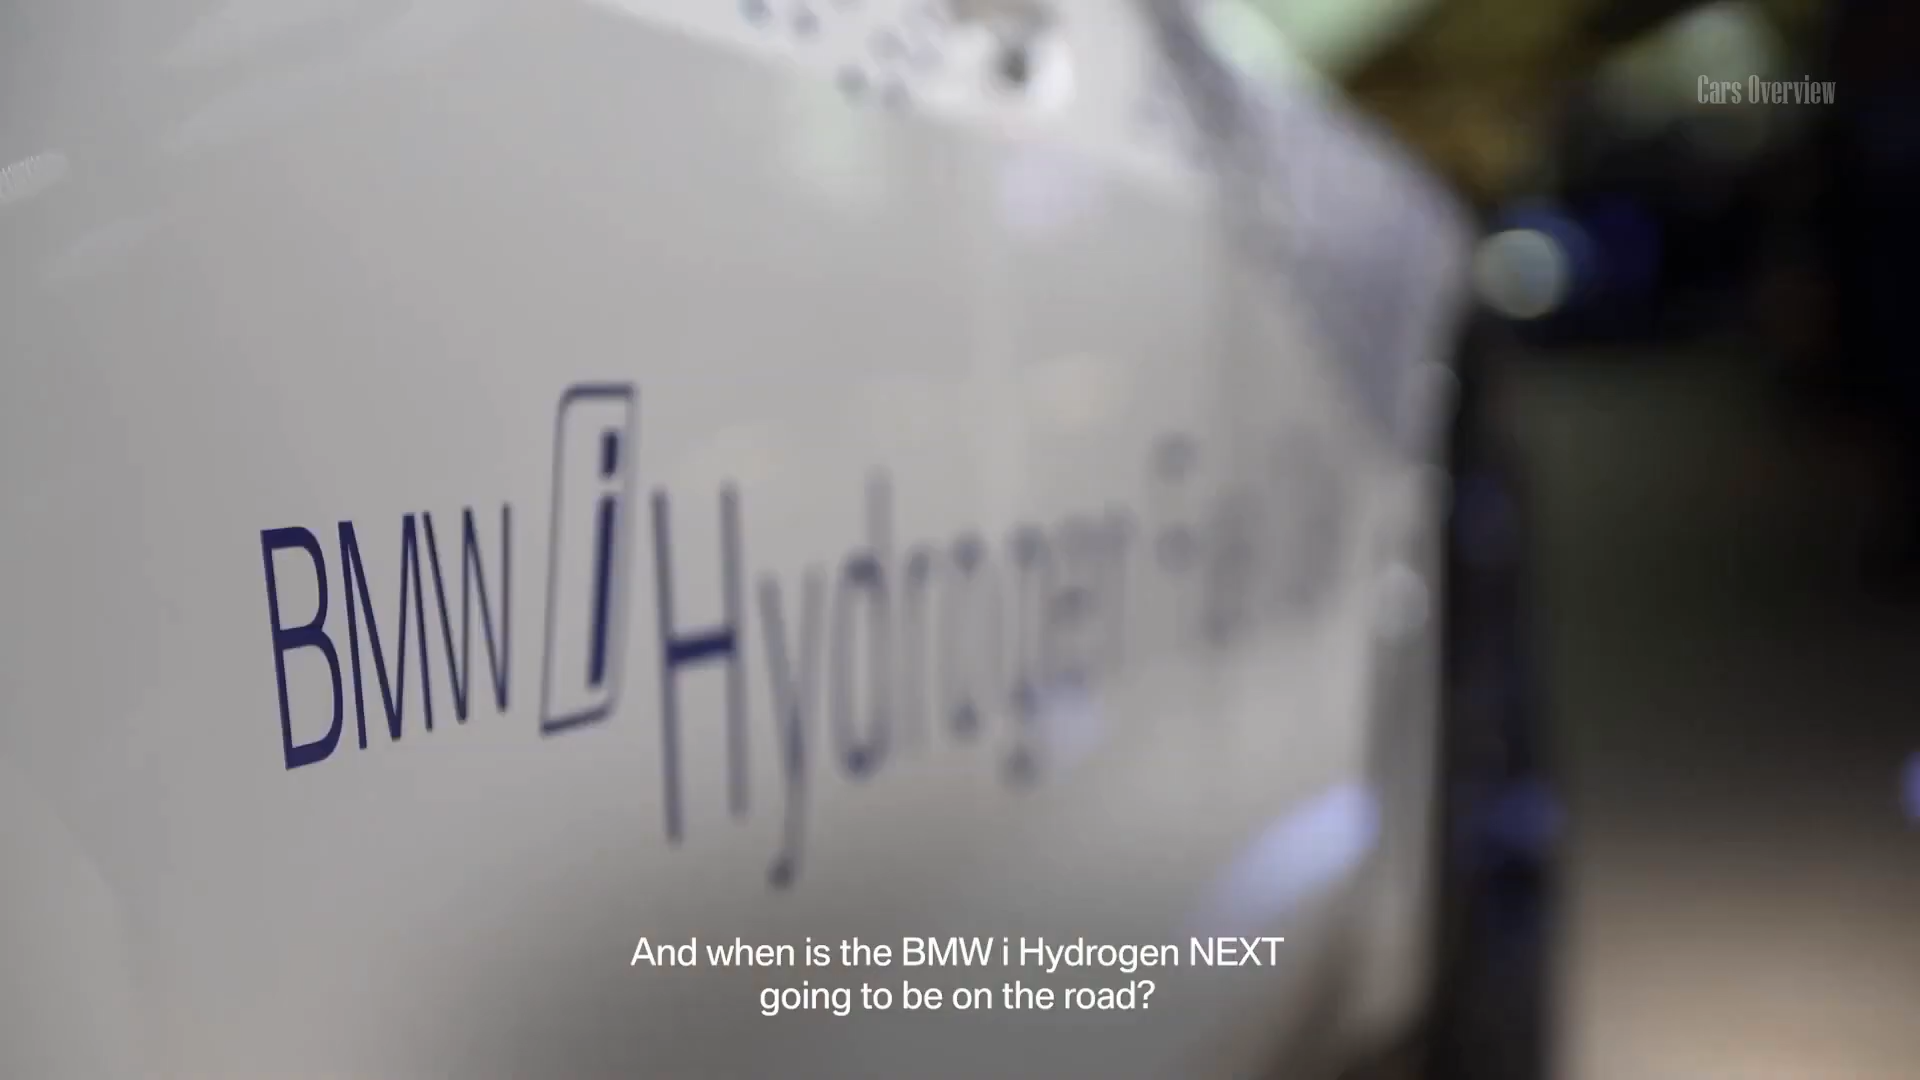 Cars Overview
BMW i Hydrogen
And when is the BMW i Hydrogen NEXT
going to be on the road?